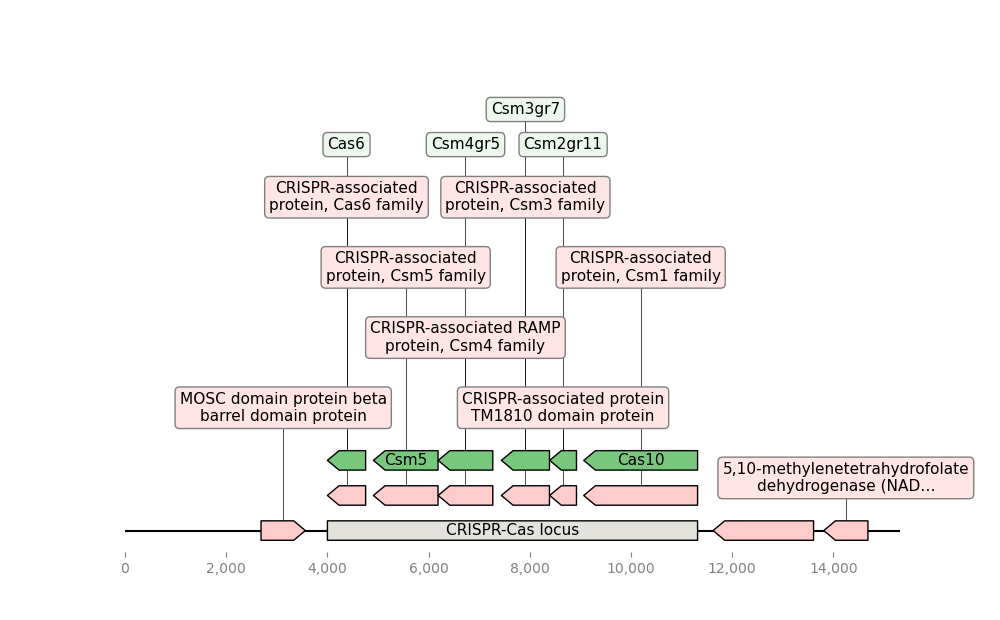 Csm3gr7
Cas6
Csm4gr5
Csm2gr11
CRISPR-associated
protein, Cas6 family
CRISPR-associated
protein, Csm3 family
CRISPR-associated
protein, Csm5 family
CRISPR-associated
protein, Csm1 family
CRISPR-associated RAMP
protein, Csm4 family
MOSC domain protein beta
barrel domain protein
CRISPR-associated protein
TM1810 domain protein
Csm5
Cas10
5,10-methylenetetrahydrofolate
dehydrogenase (NAD...
CRISPR-Cas locus
0
2,000
4,000
6,000
8,000
10,000
12,000
14,000